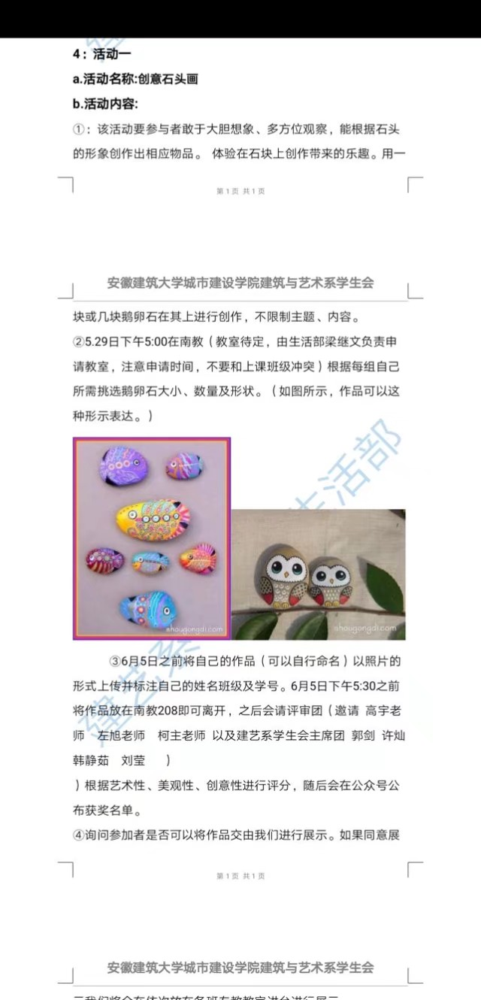 4：活动一
a.活动名称:创意石头画
b.活动内容:
①：该活动要参与者敢于大胆想象、多方位观察，能根据石头
的形象创作出相应物品。 体验在石块上创作带来的乐趣。用一
第1页 共1页
安徽建筑大学城市建设学院建筑与艺术系学生会
块或几块鹅卵石在其上进行创作，不限制主题、内容。
②5.29日下午5:00在南教（教室待定，由生活部梁继文负责申
请教室，注意申请时间，不要和上课班级冲突）根据每组自己
所需挑选鹅卵石大小、数量及形状。（如图所示，作品可以这
种形示表达。）
生活部
shougongdi.com
shougongdi.com
③6月5日之前将自己的作品（可以自行命名）以照片的
形式上传并标注自己的姓名班级及学号。6月5日下午5:30之前
将作品放在南教208即可离开，之后会请评审团（邀请 高宇老
师 左旭老师 柯主老师 以及建艺系学生会主席团 郭剑 许灿
韩静茹 刘莹 ）
）根据艺术性、美观性、创意性进行评分，随后会在公众号公
布获奖名单。
建艺系
④询问参加者是否可以将作品交由我们进行展示。如果同意展
第1页 共1页
安徽建筑大学城市建设学院建筑与艺术系学生会